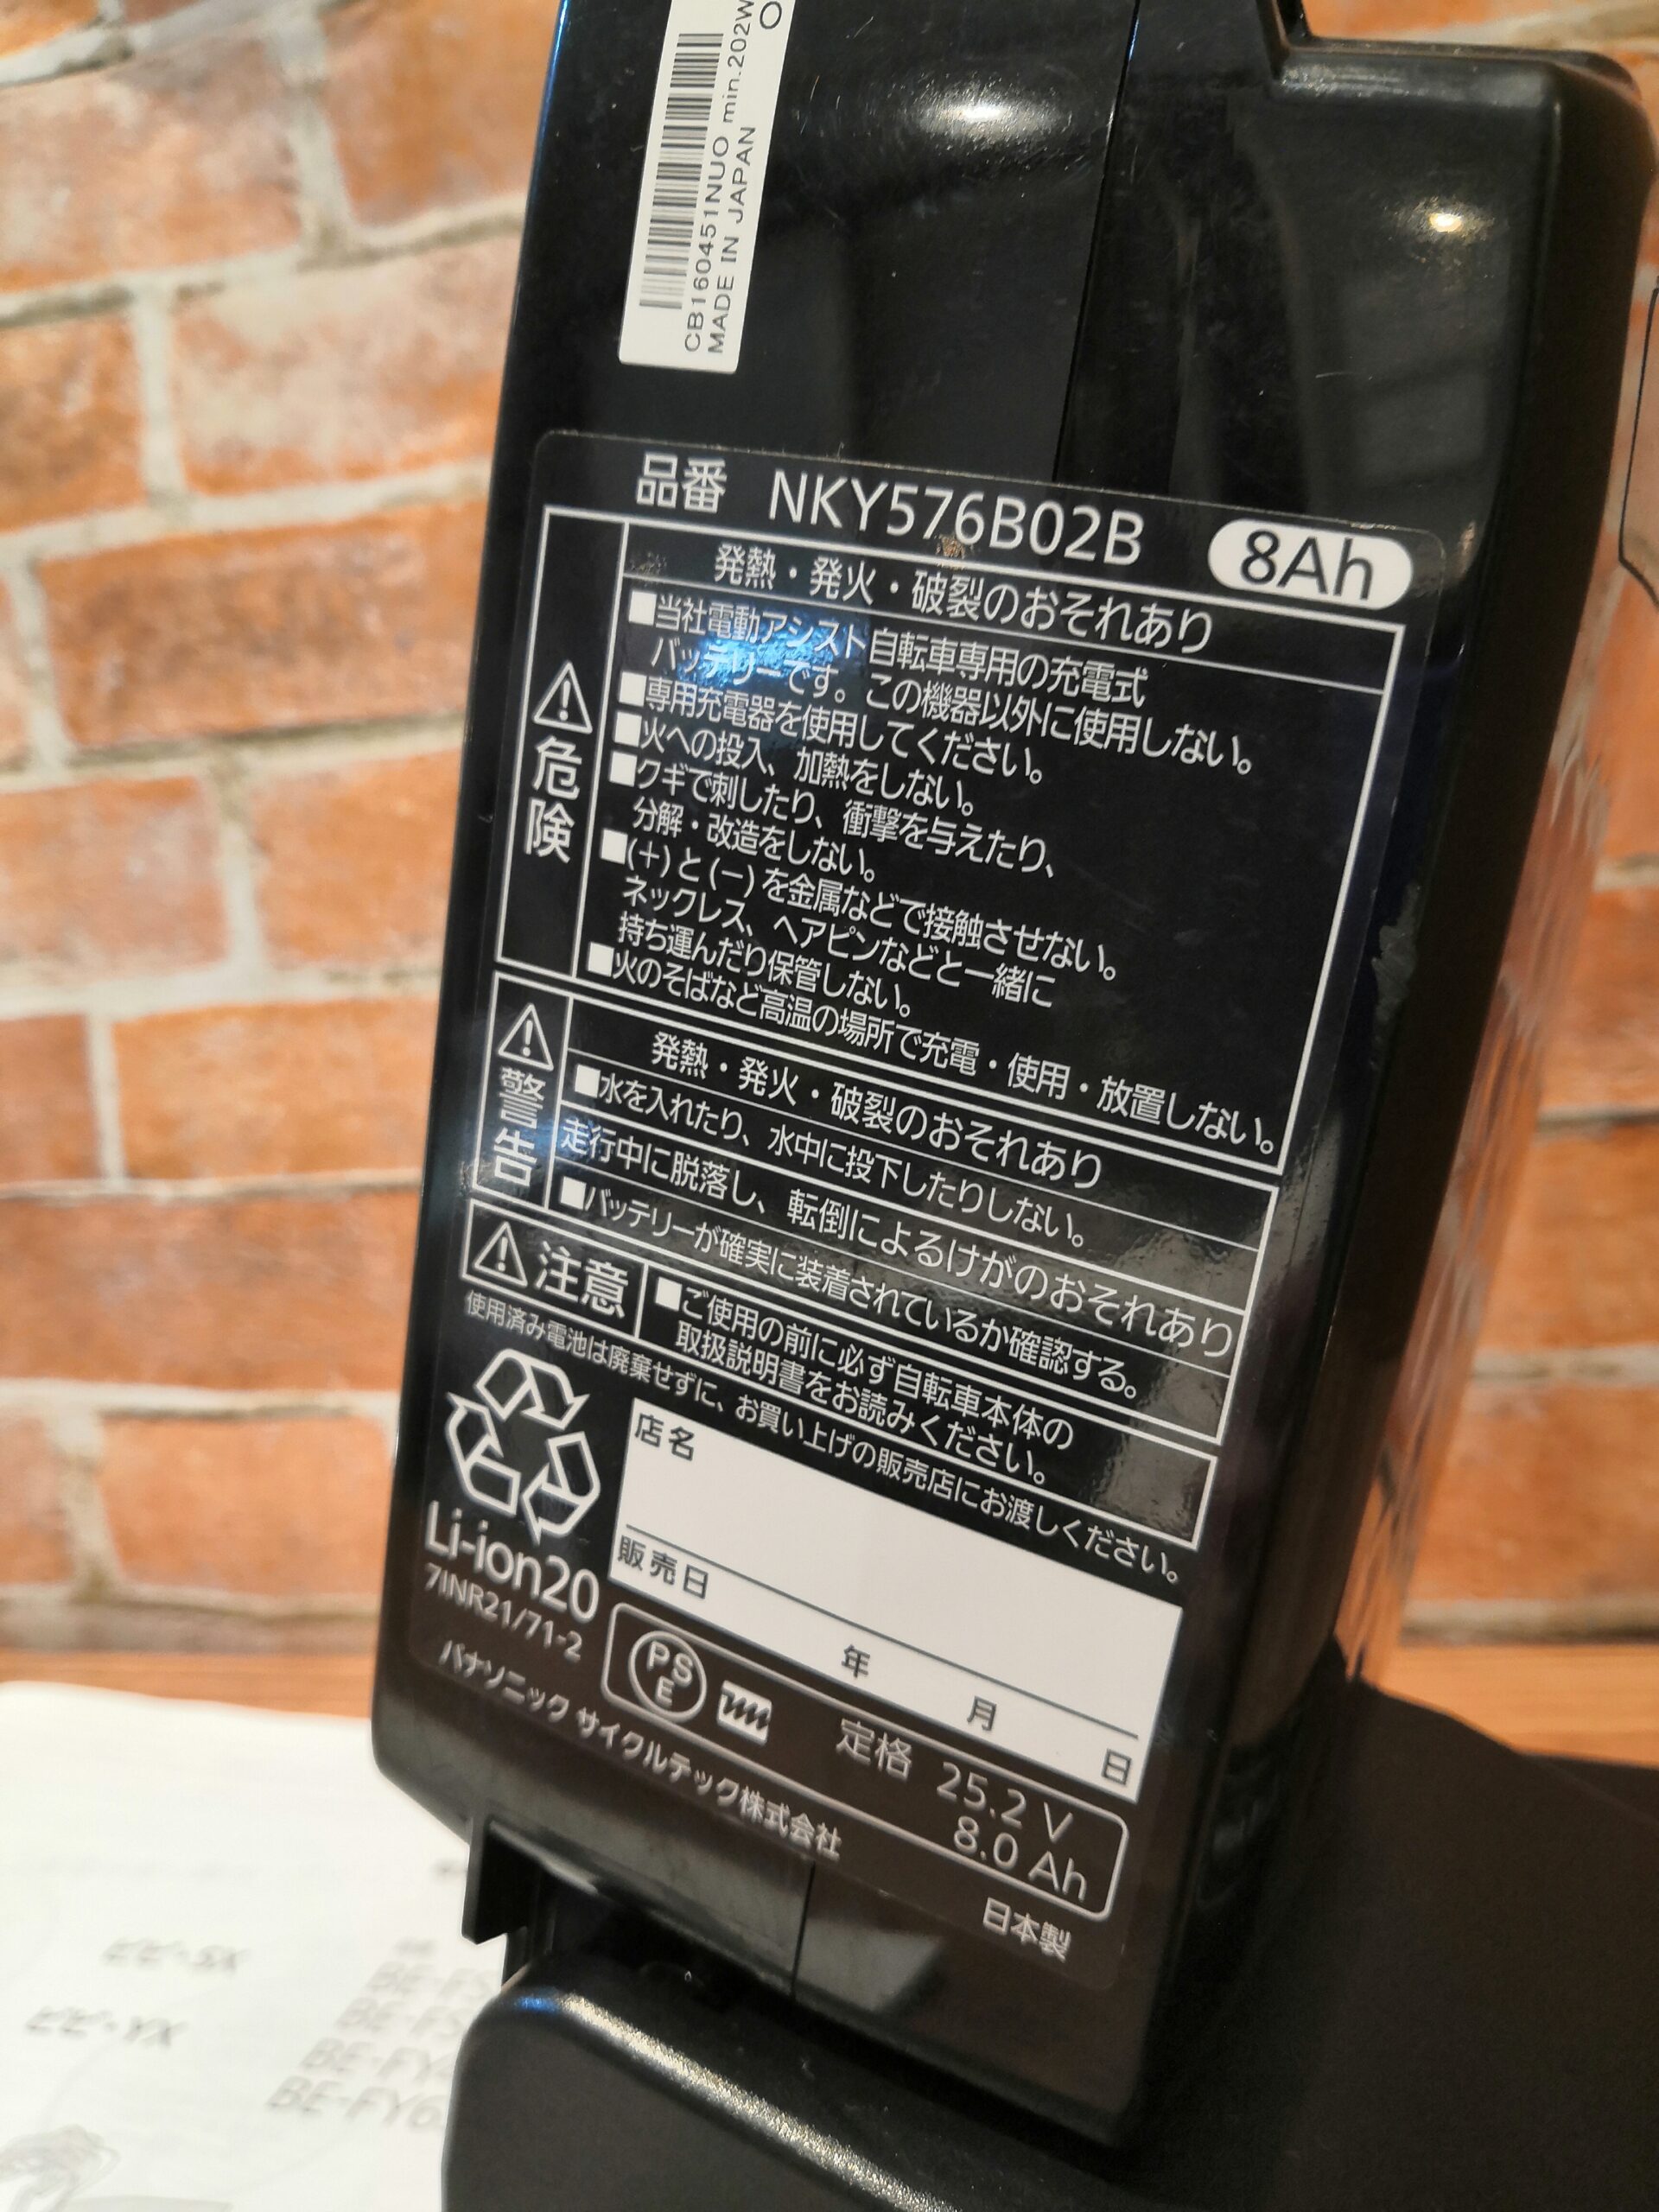 CB160451NUO min.202W
MADE IN JAPAN
品番 NKY576B02B 8Ah
危険
発熱・発火・破裂のおそれあり
■当社電動アシスト自転車専用の充電式
バッテリーです。この機器以外に使用しない。
■専用充電器を使用してください。
■火への投入、加熱をしない。
■クギで刺したり、衝撃を与えたり、
分解・改造をしない。
■(+)と(−)を金属などで接触させない。
ネックレス、ヘアピンなどと一緒に
持ち運んだり保管しない。
■火のそばなど高温の場所で充電・使用・放置しない。
警告
発熱・発火・破裂のおそれあり
■水を入れたり、水中に投下したりしない。
走行中に脱落し、転倒によるけがのおそれあり
■バッテリーが確実に装着されているか確認する。
注意
■ご使用の前に必ず自転車本体の
取扱説明書をお読みください。
使用済み電池は廃棄せずに、お買い上げの販売店にお渡しください。
店名
販売日
年 月 日
Li-ion20
7INR21/71-2
PSE
定格 25.2 V
8.0 Ah
パナソニック サイクルテック株式会社
日本製